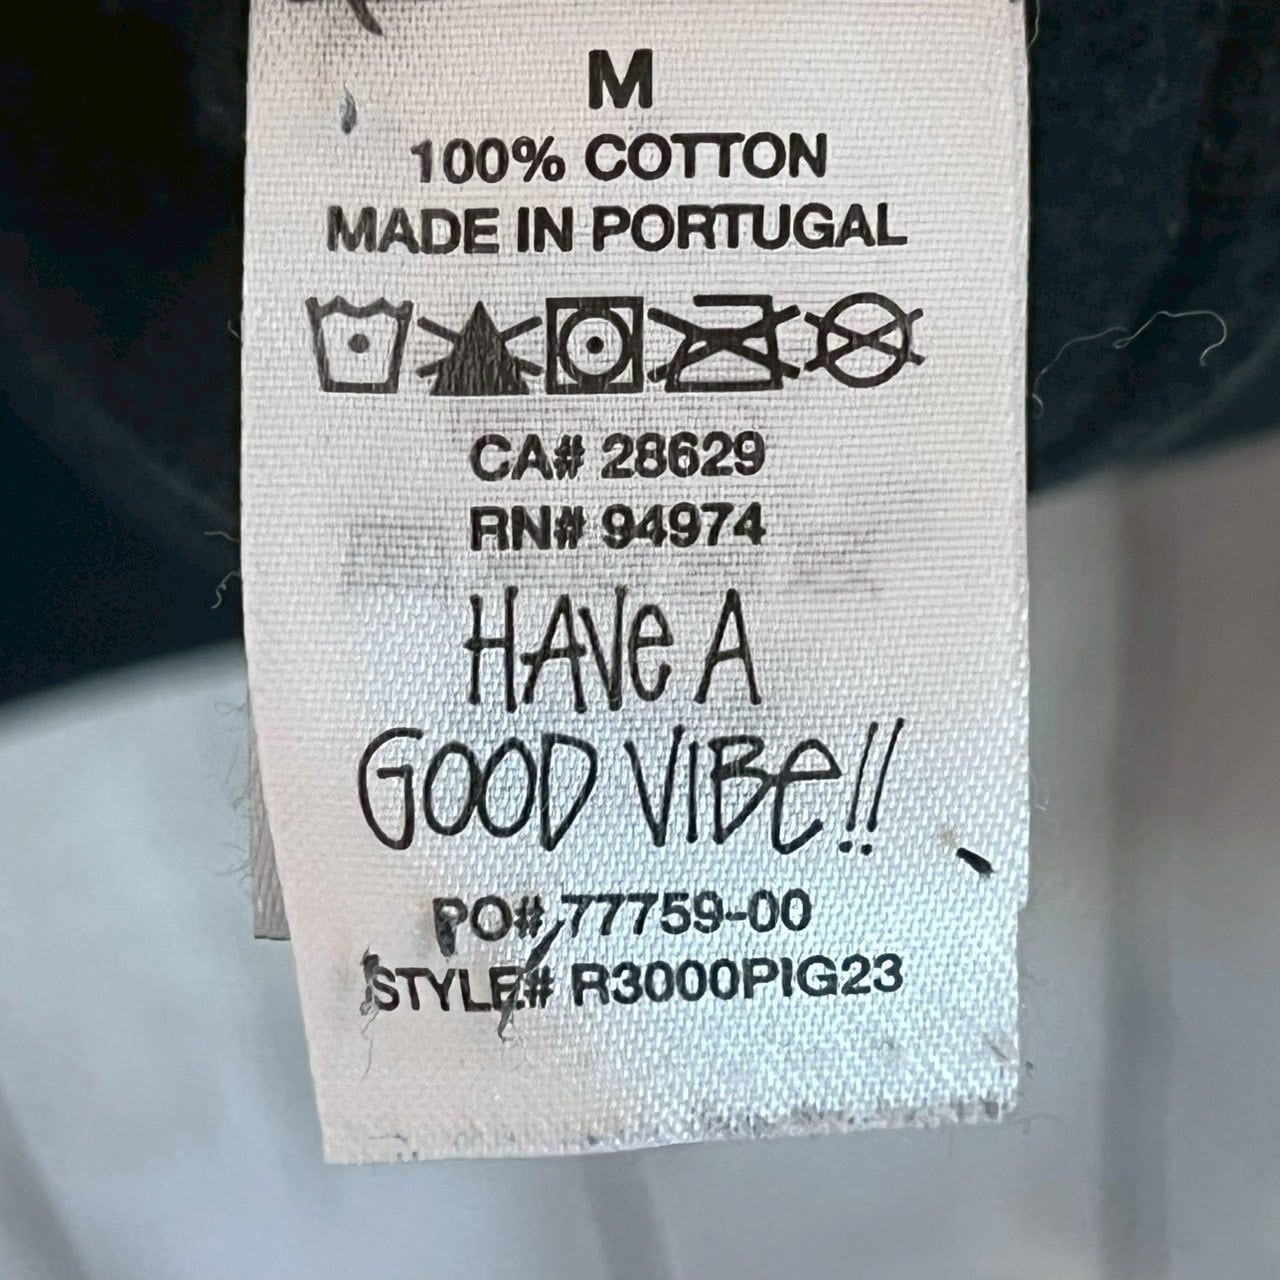 M
100% COTTON
MADE IN PORTUGAL
CA# 28629
RN# 94974
HAVe A
GOOD VIBe!!
PO# 77759-00
STYLE# R3000PIG23